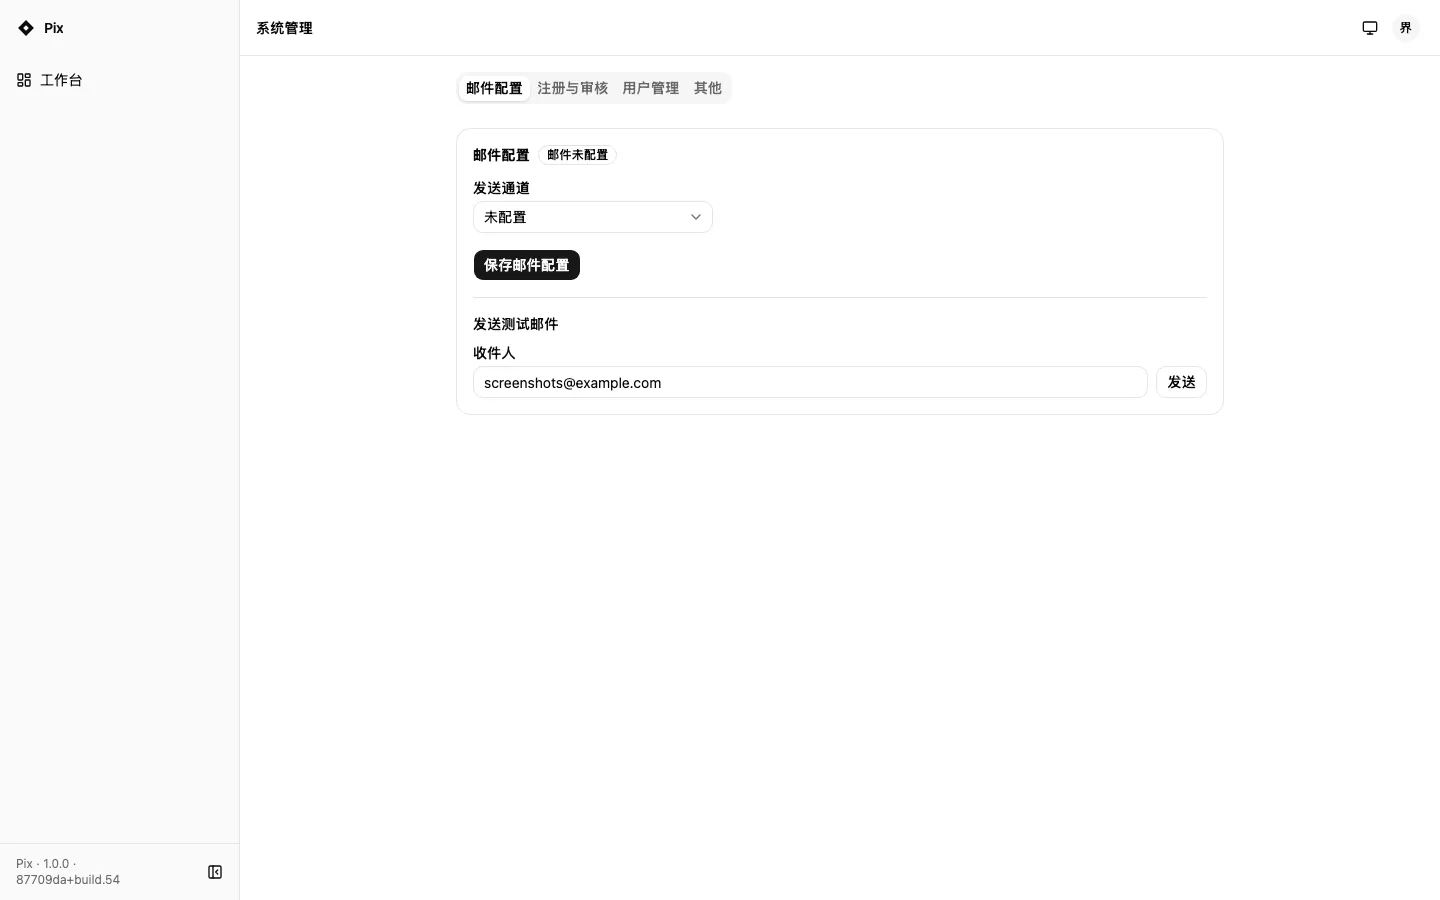 Pix
系统管理
界
工作台
邮件配置 注册与审核 用户管理 其他
邮件配置 邮件未配置
发送通道
未配置
保存邮件配置
发送测试邮件
收件人
screenshots@example.com 发送
Pix · 1.0.0 ·
87709da+build.54